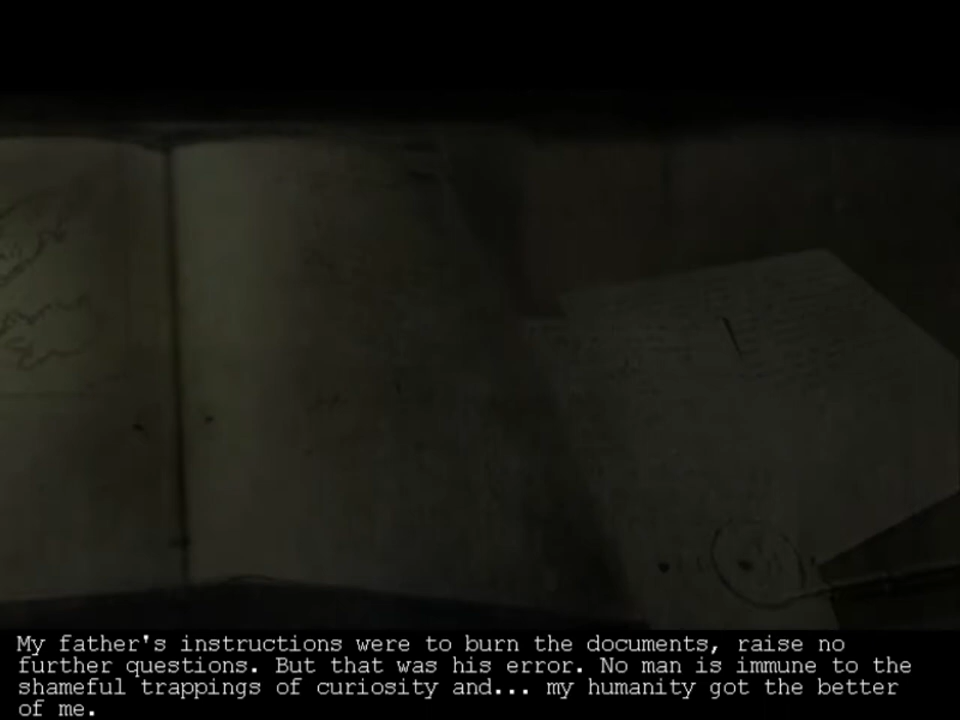 My father's instructions were to burn the documents, raise no
further questions. But that was his error. No man is immune to the
shameful trappings of curiosity and... my humanity got the better
of me.